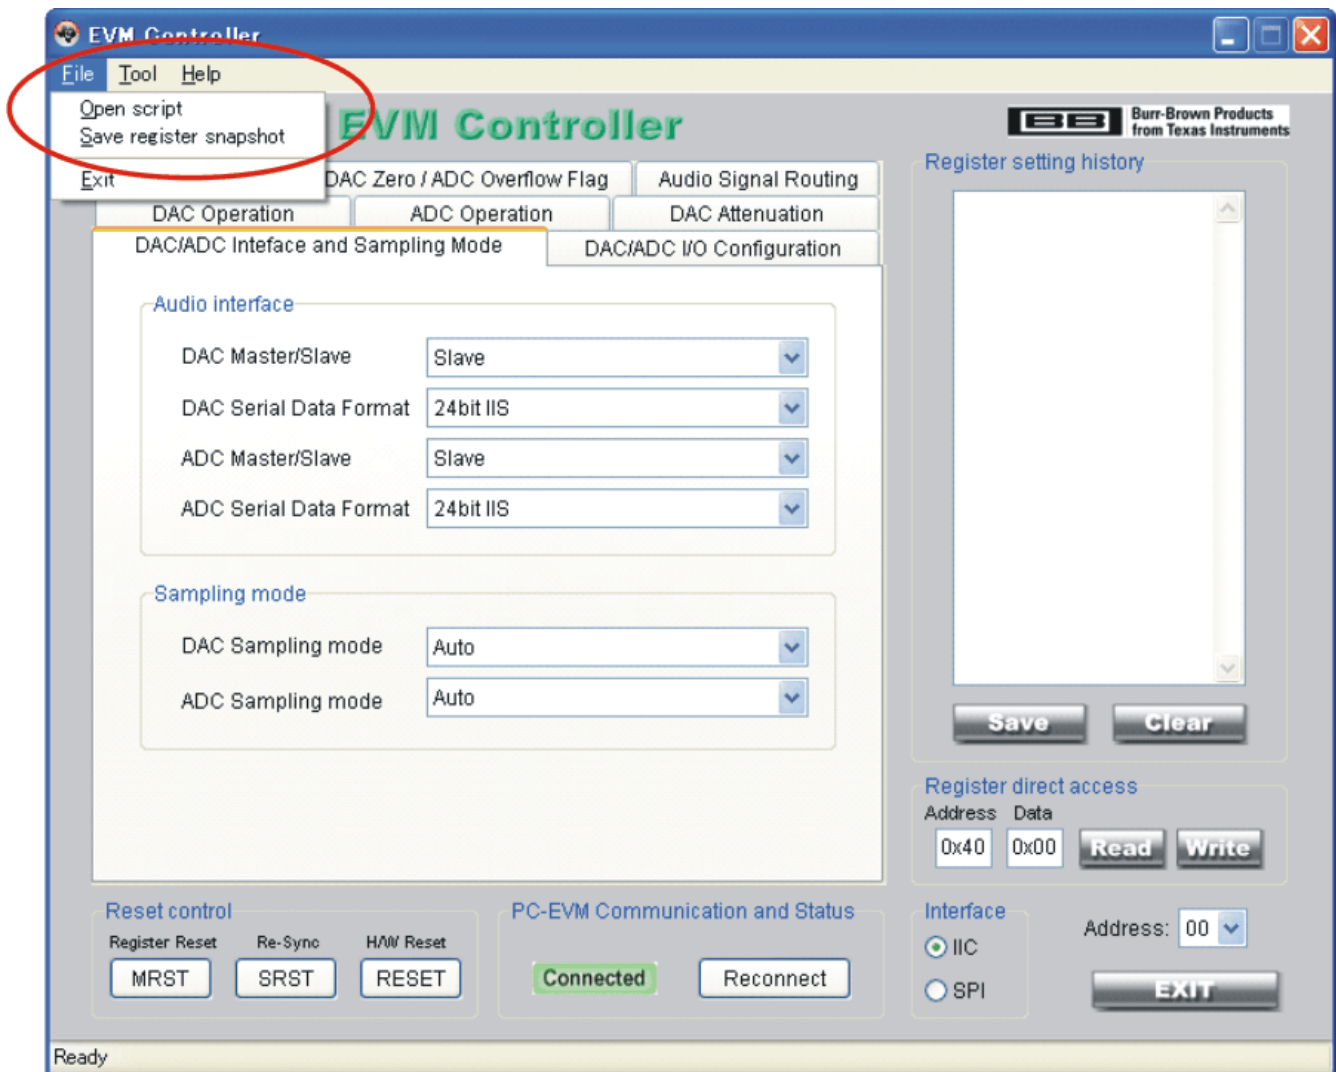 EVM Controller
File Tool Help
Open script
Save register snapshot
Exit
EVM Controller
BB Burr-Brown Products
from Texas Instruments
DAC Zero / ADC Overflow Flag Audio Signal Routing
DAC Operation ADC Operation DAC Attenuation
DAC/ADC Inteface and Sampling Mode DAC/ADC I/O Configuration
Audio interface
DAC Master/Slave Slave
DAC Serial Data Format 24bit IIS
ADC Master/Slave Slave
ADC Serial Data Format 24bit IIS
Sampling mode
DAC Sampling mode Auto
ADC Sampling mode Auto
Register setting history
Save Clear
Register direct access
Address Data
0x40 0x00 Read Write
Reset control
Register Reset Re-Sync H/W Reset
MRST SRST RESET
PC-EVM Communication and Status
Connected Reconnect
Interface
IIC
SPI
Address: 00
EXIT
Ready